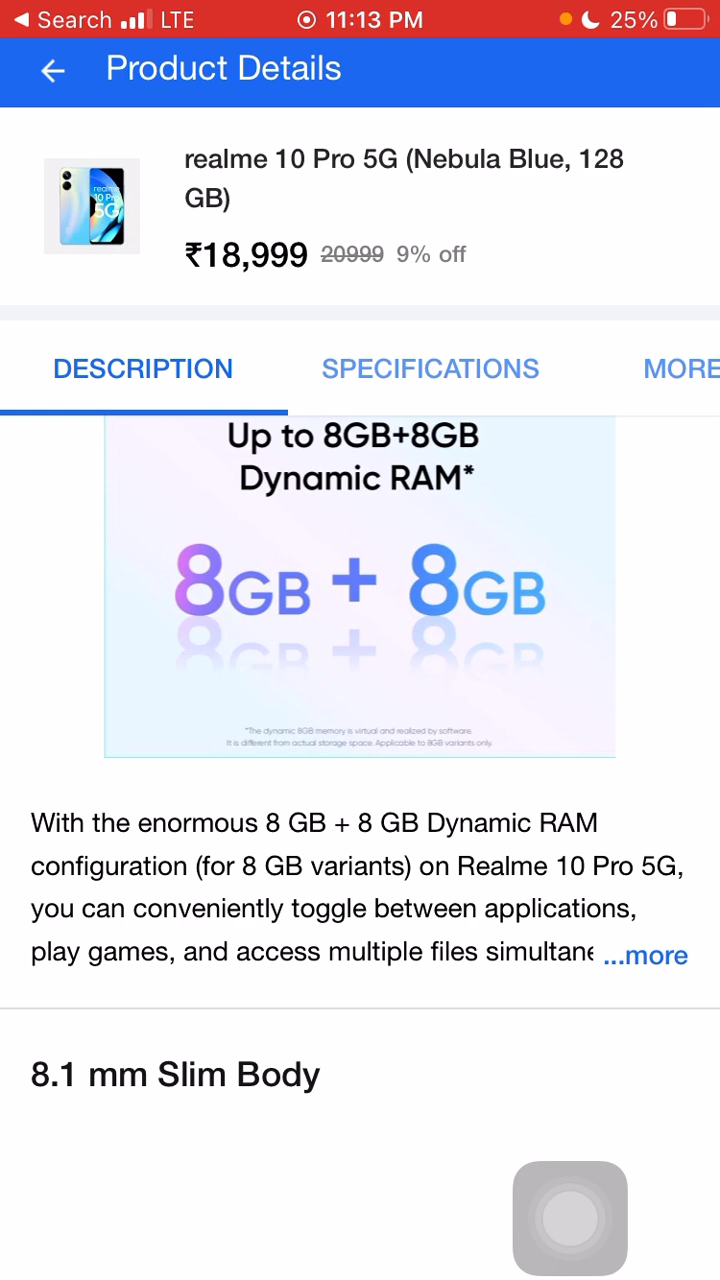 Search LTE 11:13 PM 25%
Product Details
realme 10 Pro 5G (Nebula Blue, 128
GB)
₹18,999 20999 9% off
realme
10 Pro
5G
DESCRIPTION SPECIFICATIONS MORE
Up to 8GB+8GB
Dynamic RAM*
8GB + 8GB
*The dynamic 8GB memory is virtual and realized by software.
It is different from actual storage space. Applicable to 8GB variants only.
With the enormous 8 GB + 8 GB Dynamic RAM
configuration (for 8 GB variants) on Realme 10 Pro 5G,
you can conveniently toggle between applications,
play games, and access multiple files simultane ...more
8.1 mm Slim Body